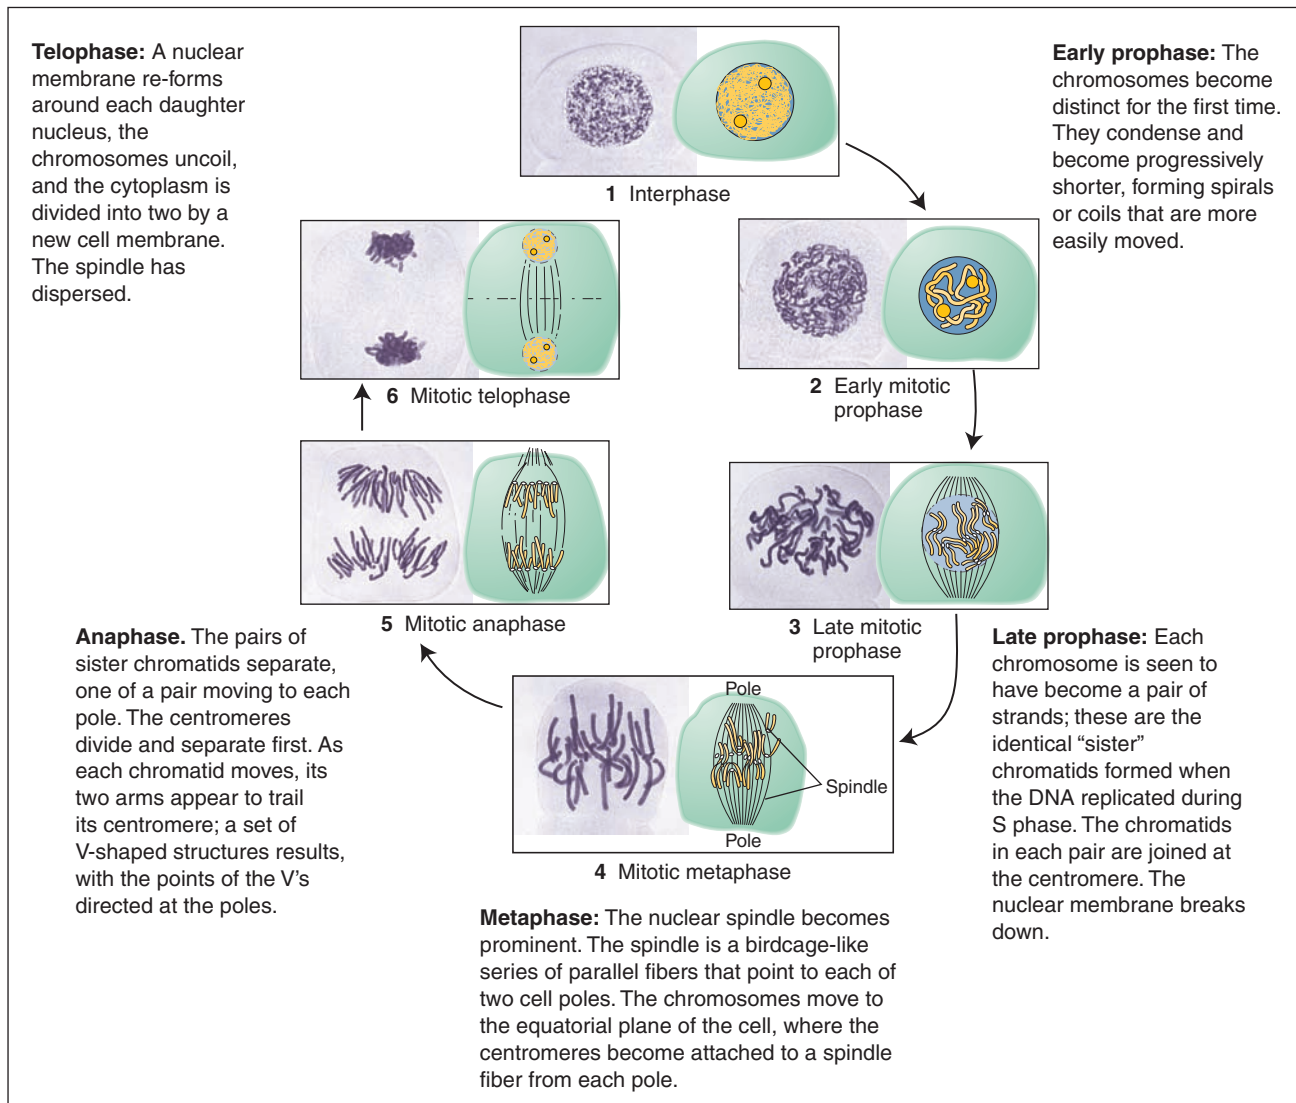 Telophase: A nuclear
membrane re-forms
around each daughter
nucleus, the
chromosomes uncoil,
and the cytoplasm is
divided into two by a
new cell membrane.
The spindle has
dispersed.
1 Interphase
Early prophase: The
chromosomes become
distinct for the first time.
They condense and
become progressively
shorter, forming spirals
or coils that are more
easily moved.
2 Early mitotic
prophase
6 Mitotic telophase
3 Late mitotic
prophase
Late prophase: Each
chromosome is seen to
have become a pair of
strands; these are the
identical “sister”
chromatids formed when
the DNA replicated during
S phase. The chromatids
in each pair are joined at
the centromere. The
nuclear membrane breaks
down.
5 Mitotic anaphase
Anaphase. The pairs of
sister chromatids separate,
one of a pair moving to each
pole. The centromeres
divide and separate first. As
each chromatid moves, its
two arms appear to trail
its centromere; a set of
V-shaped structures results,
with the points of the V’s
directed at the poles.
Pole
Spindle
Pole
4 Mitotic metaphase
Metaphase: The nuclear spindle becomes
prominent. The spindle is a birdcage-like
series of parallel fibers that point to each of
two cell poles. The chromosomes move to
the equatorial plane of the cell, where the
centromeres become attached to a spindle
fiber from each pole.